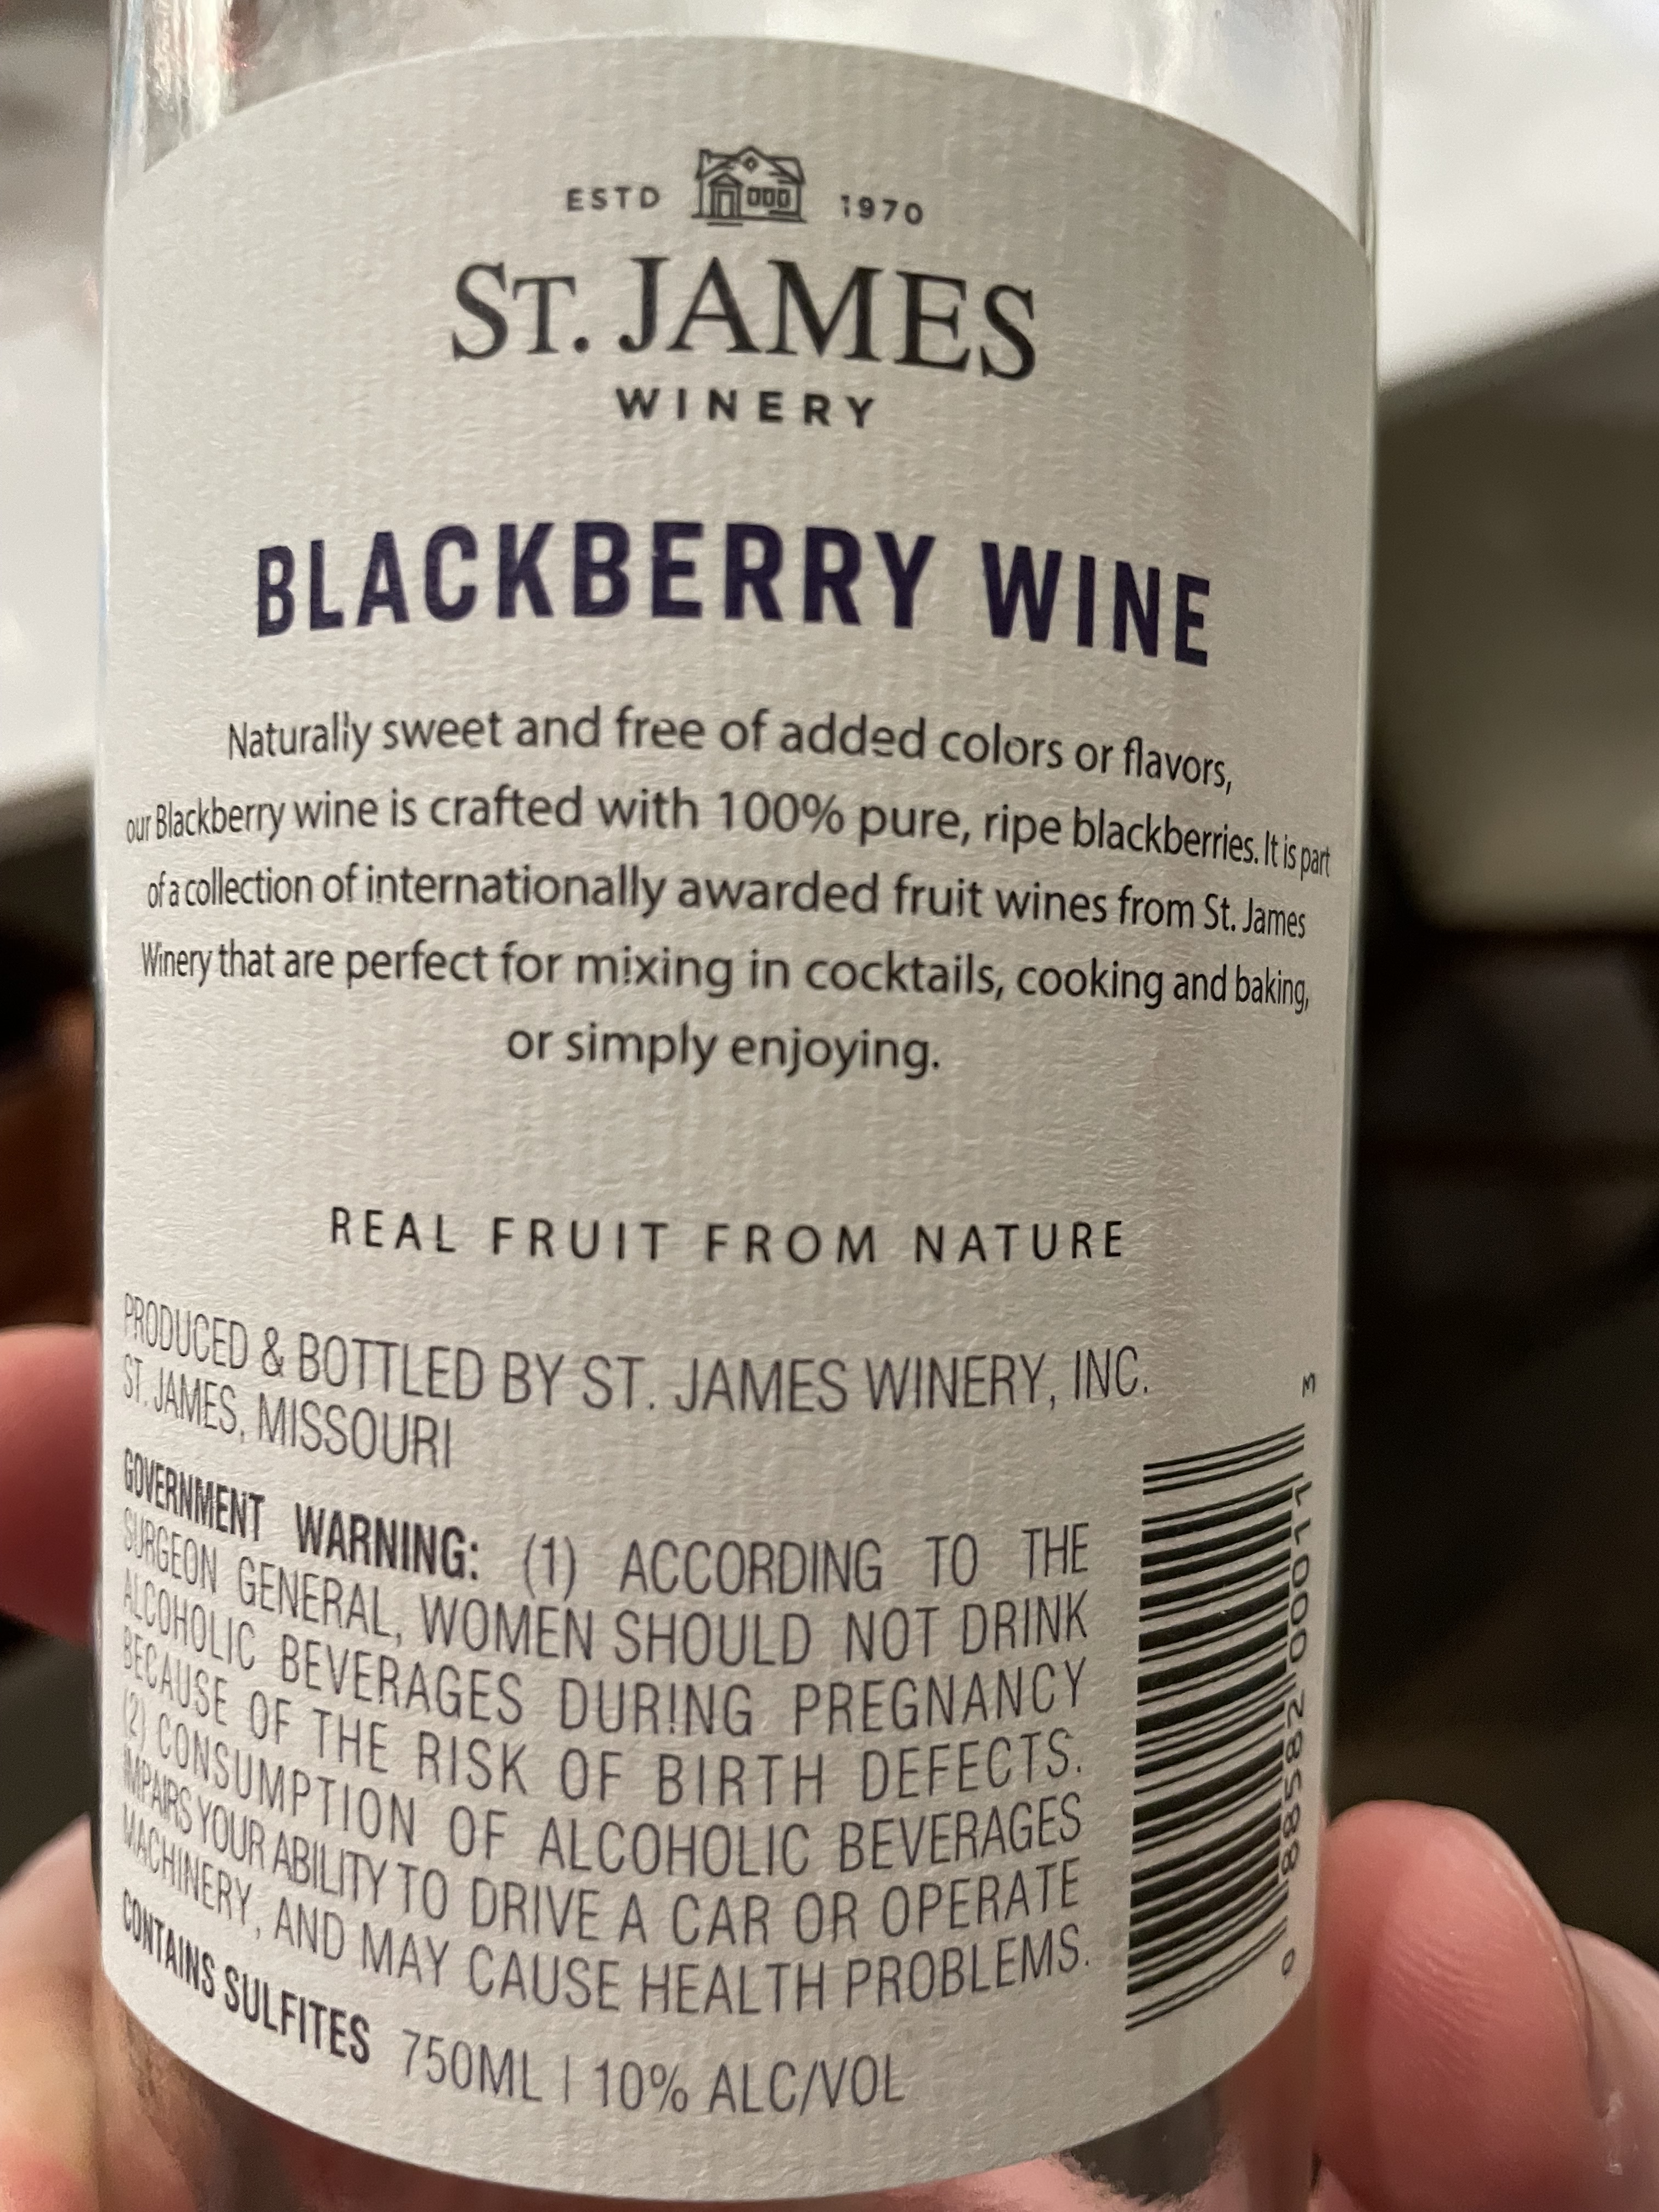 ESTD 1970
ST. JAMES
WINERY
BLACKBERRY WINE
Naturally sweet and free of added colors or flavors,
our Blackberry wine is crafted with 100% pure, ripe blackberries. It is part
of a collection of internationally awarded fruit wines from St. James
Winery that are perfect for mixing in cocktails, cooking and baking,
or simply enjoying.
REAL FRUIT FROM NATURE
PRODUCED & BOTTLED BY ST. JAMES WINERY, INC.
ST. JAMES, MISSOURI
GOVERNMENT WARNING: (1) ACCORDING TO THE
SURGEON GENERAL, WOMEN SHOULD NOT DRINK
ALCOHOLIC BEVERAGES DURING PREGNANCY
BECAUSE OF THE RISK OF BIRTH DEFECTS.
(2) CONSUMPTION OF ALCOHOLIC BEVERAGES
IMPAIRS YOUR ABILITY TO DRIVE A CAR OR OPERATE
MACHINERY, AND MAY CAUSE HEALTH PROBLEMS.
CONTAINS SULFITES 750ML | 10% ALC/VOL
0 88582 00011 3